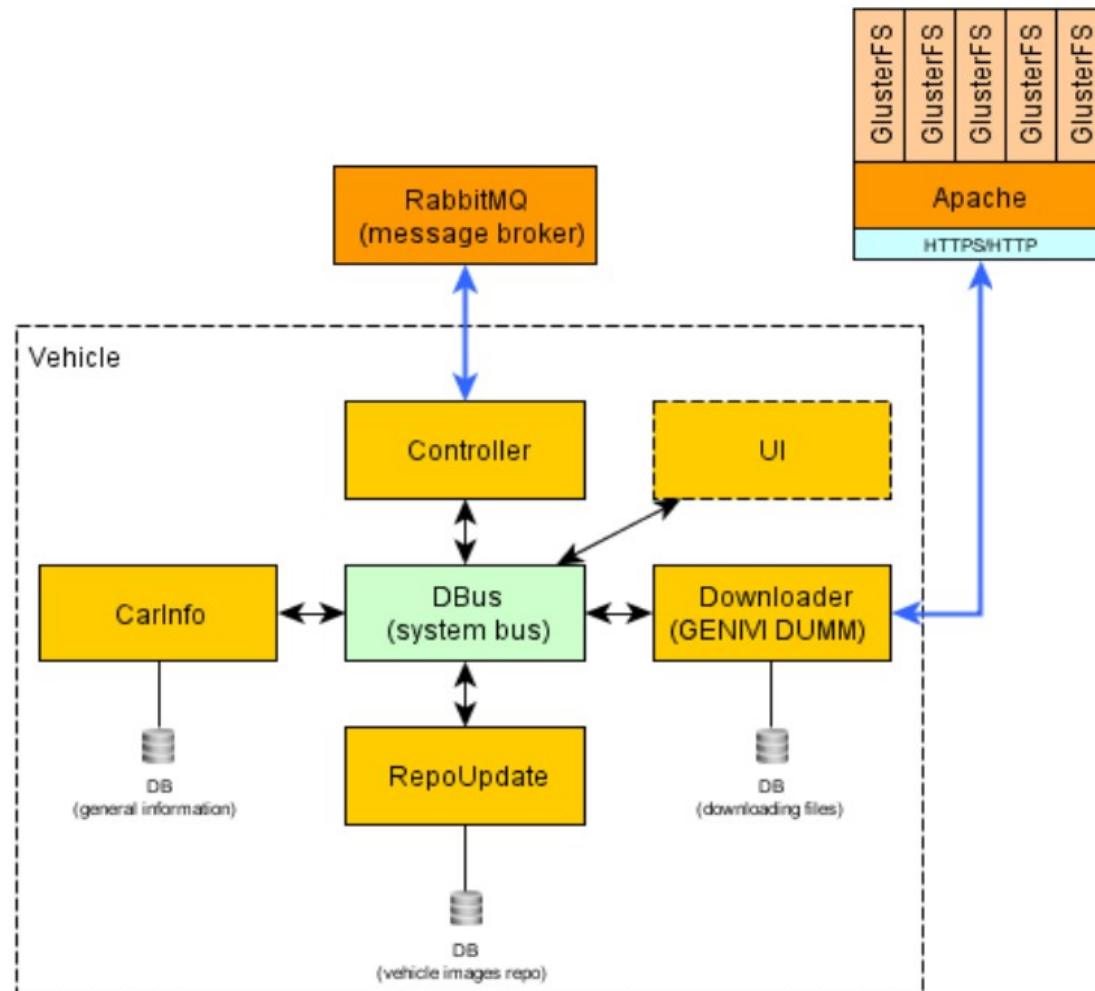 GlusterFS
GlusterFS
GlusterFS
GlusterFS
GlusterFS
Apache
HTTPS/HTTP
RabbitMQ
(message broker)
Vehicle
Controller
UI
CarInfo
DBus
(system bus)
Downloader
(GENIVI DUMM)
RepoUpdate
DB
(general information)
DB
(downloading files)
DB
(vehicle images repo)